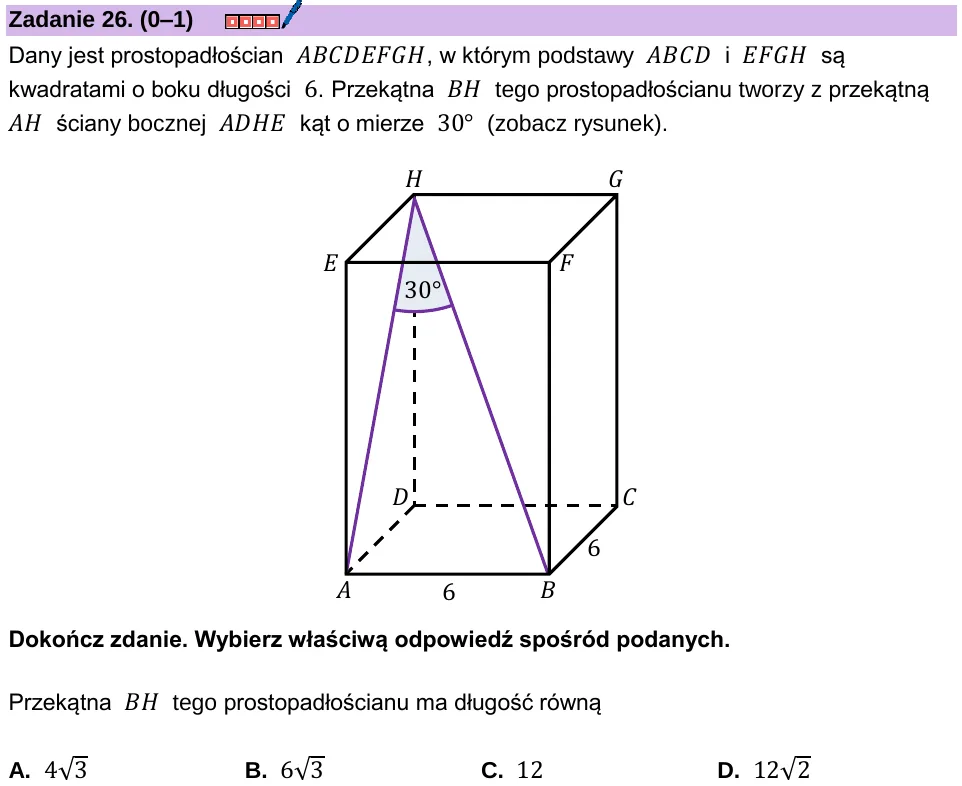 Zadanie 26. (0–1)
Dany jest prostopadłościan ABCDEFGH, w którym podstawy ABCD i EFGH są
kwadratami o boku długości 6. Przekątna BH tego prostopadłościanu tworzy z przekątną
AH ściany bocznej ADHE kąt o mierze 30° (zobacz rysunek).
H
G
E
F
30°
D
C
6
A
6
B
Dokończ zdanie. Wybierz właściwą odpowiedź spośród podanych.
Przekątna BH tego prostopadłościanu ma długość równą
A. 4√3 B. 6√3 C. 12 D. 12√2